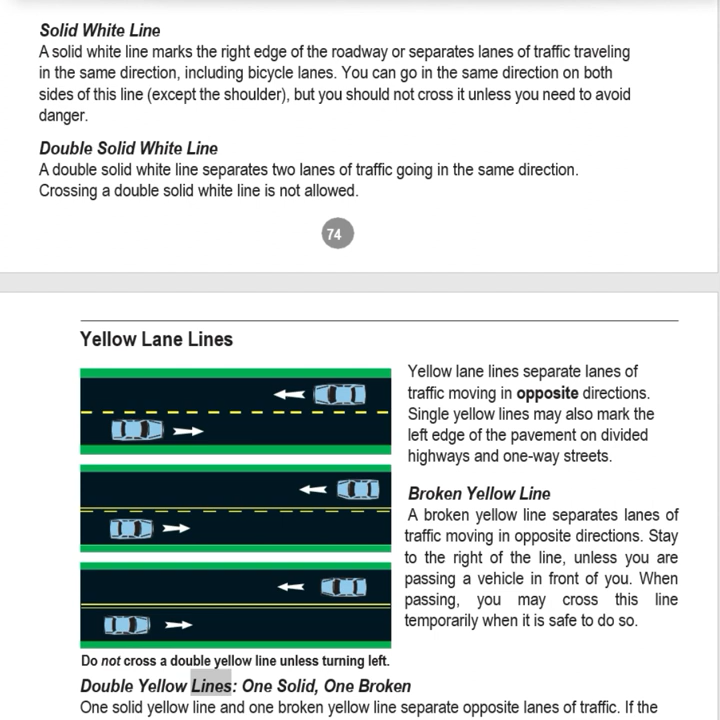 Solid White Line
A solid white line marks the right edge of the roadway or separates lanes of traffic traveling
in the same direction, including bicycle lanes. You can go in the same direction on both
sides of this line (except the shoulder), but you should not cross it unless you need to avoid
danger.
Double Solid White Line
A double solid white line separates two lanes of traffic going in the same direction.
Crossing a double solid white line is not allowed.
74
Yellow Lane Lines
Yellow lane lines separate lanes of
traffic moving in opposite directions.
Single yellow lines may also mark the
left edge of the pavement on divided
highways and one-way streets.
Broken Yellow Line
A broken yellow line separates lanes of
traffic moving in opposite directions. Stay
to the right of the line, unless you are
passing a vehicle in front of you. When
passing, you may cross this line
temporarily when it is safe to do so.
Do not cross a double yellow line unless turning left.
Double Yellow Lines: One Solid, One Broken
One solid yellow line and one broken yellow line separate opposite lanes of traffic. If the